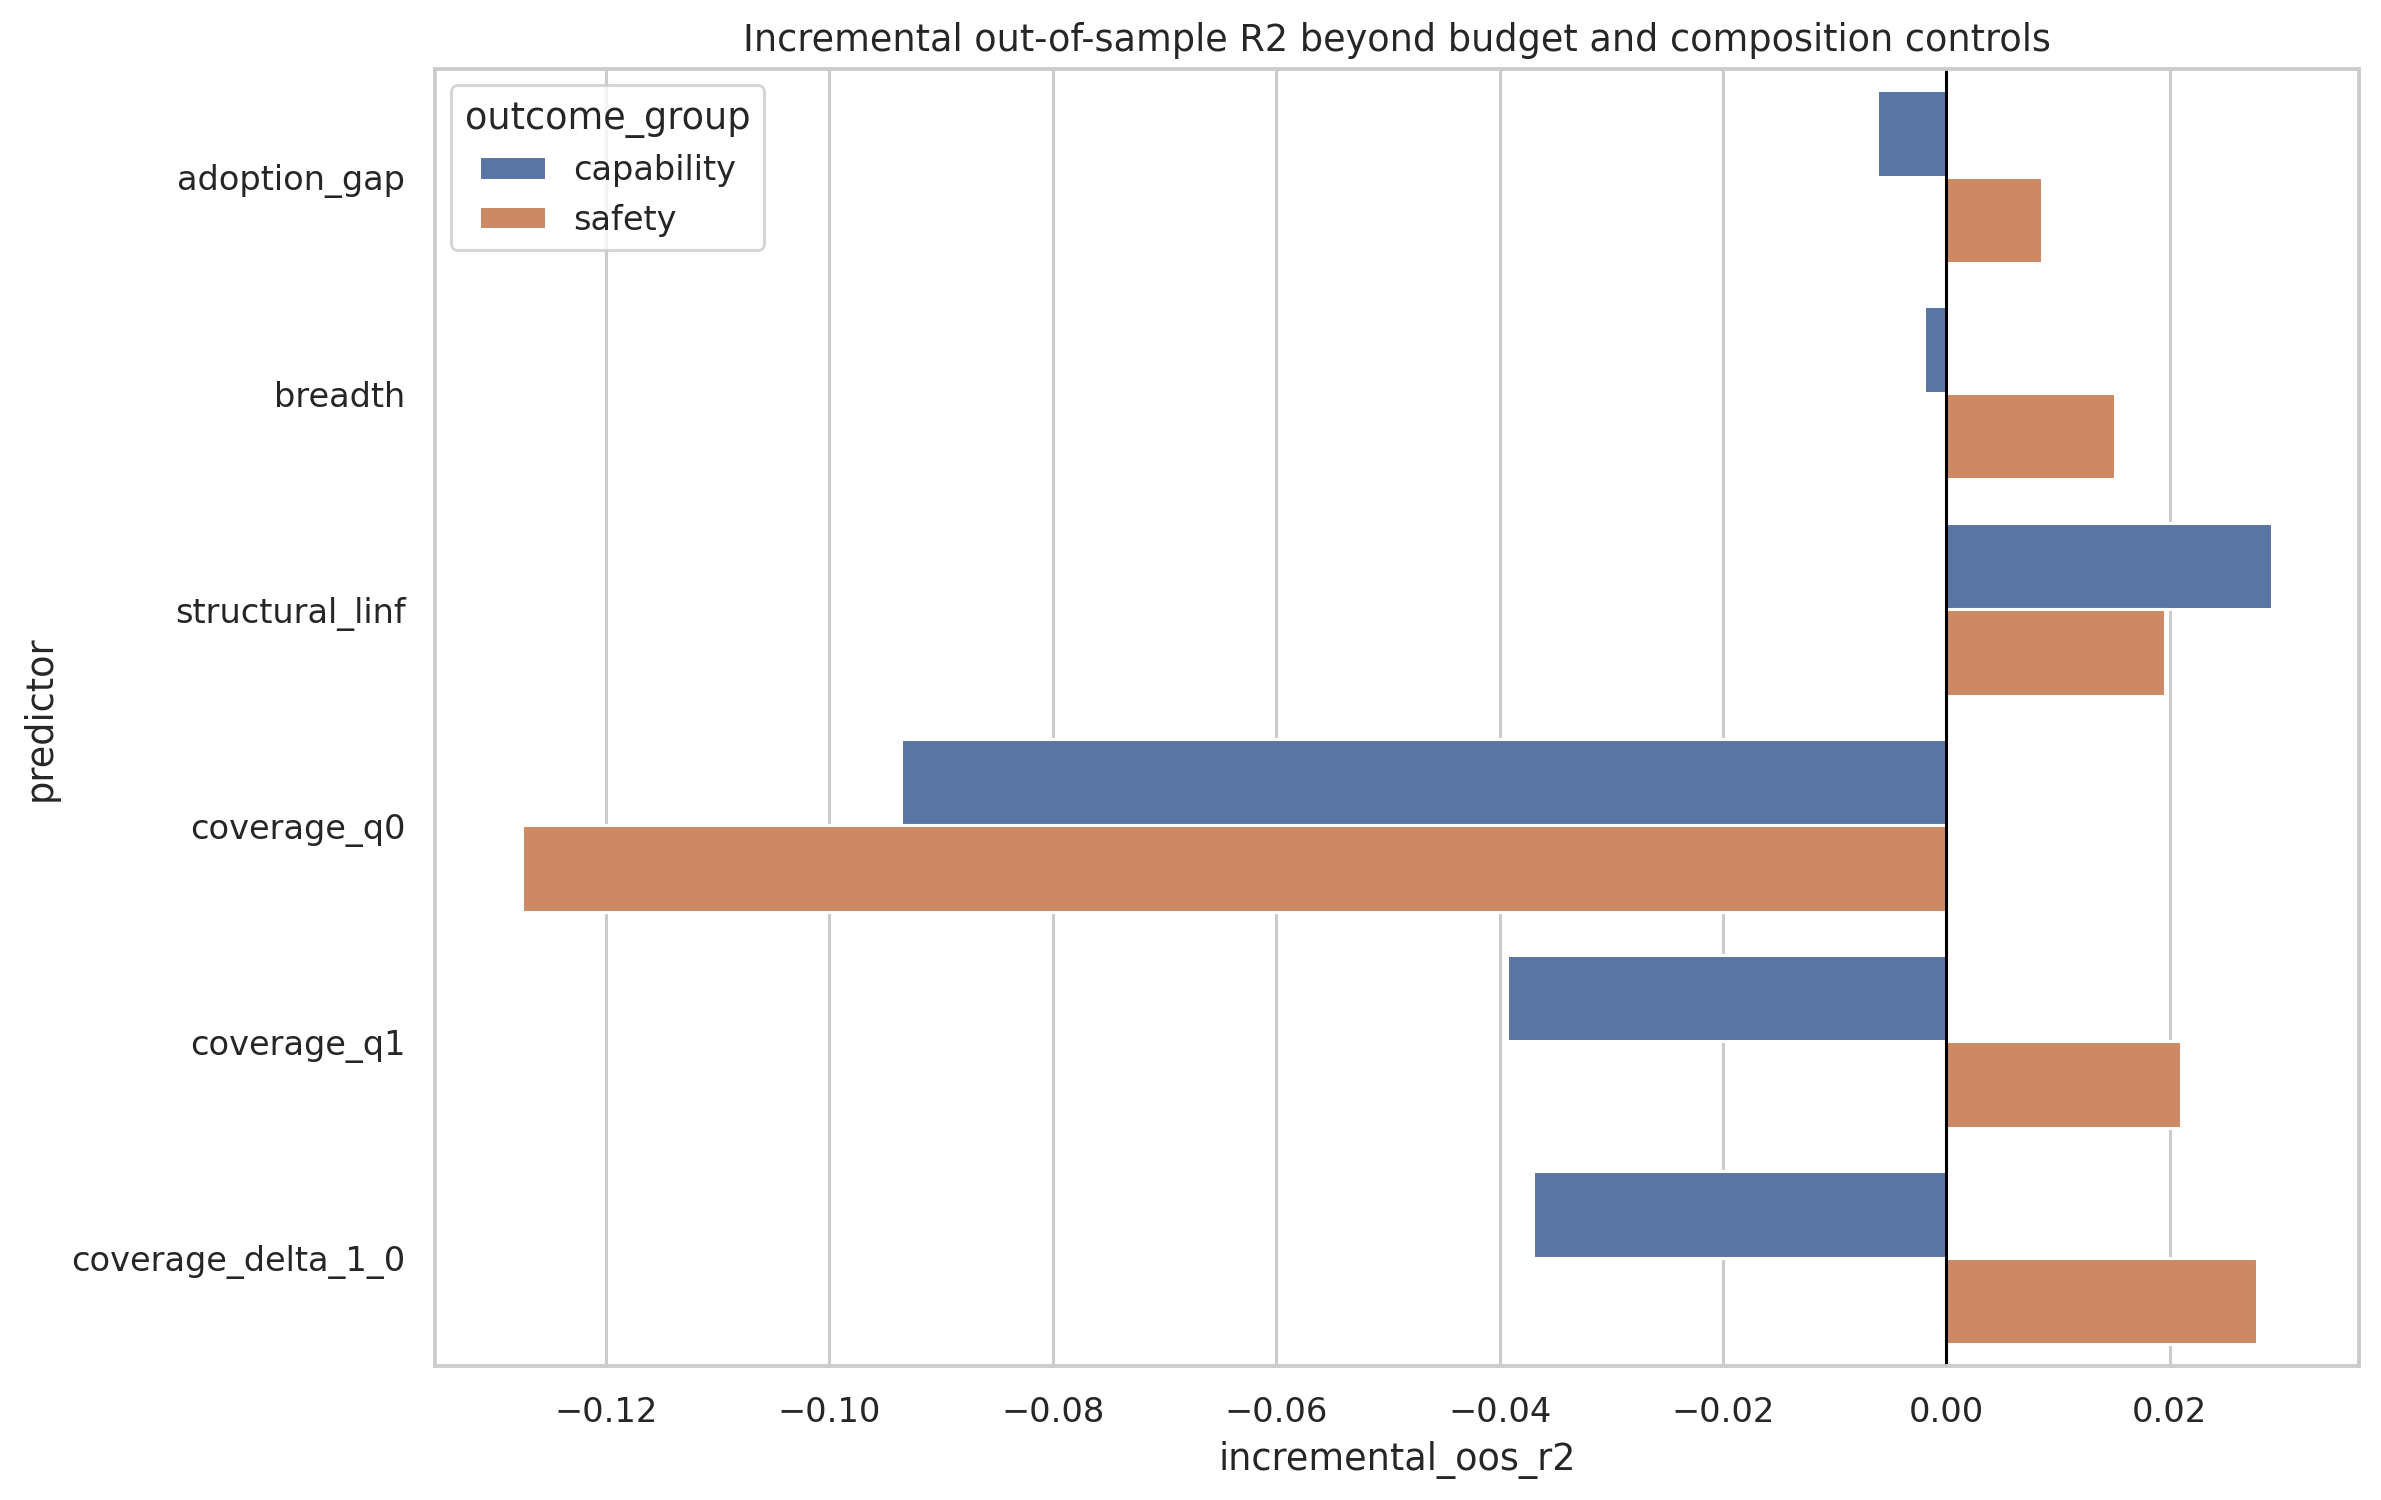 Incremental out-of-sample R2 beyond budget and composition controls
outcome_group
capability
safety
predictor
adoption_gap
breadth
structural_linf
coverage_q0
coverage_q1
coverage_delta_1_0
−0.12
−0.10
−0.08
−0.06
−0.04
−0.02
0.00
0.02
incremental_oos_r2